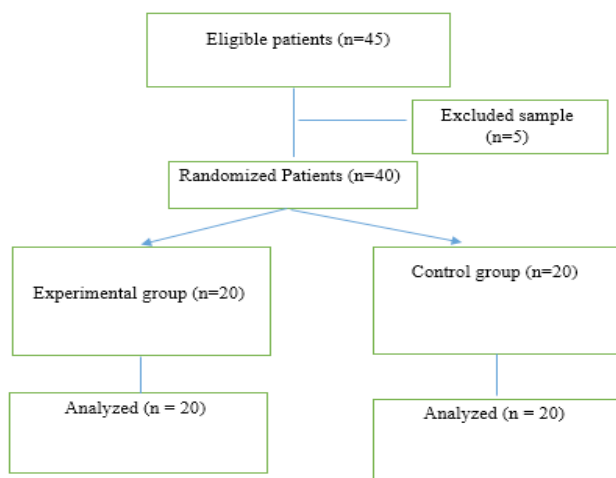 Eligible patients (n=45)
Excluded sample
(n=5)
Randomized Patients (n=40)
Experimental group (n=20)
Control group (n=20)
Analyzed (n = 20)
Analyzed (n = 20)